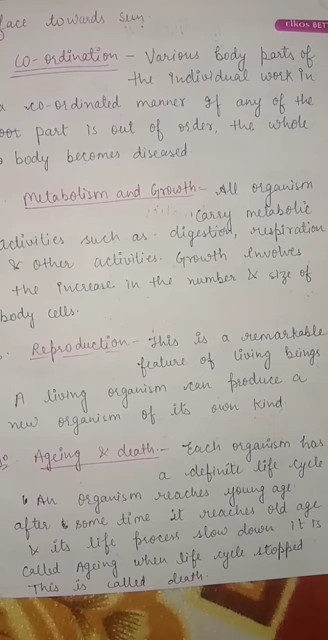 face towards sun
elkos BET
Co-ordination - Various body parts of
the individual work in
a co-ordinated manner If any of the
part is out of order, the whole
body becomes diseased.
Metabolism and Growth - All organism
carry metabolic
activities such as digestion, respiration
& other activities. Growth involves
the increase in the number & size of
body cells.
Reproduction - This is a remarkable
feature of living beings
A living organism can produce a
new organism of its own kind
Ageing & death - Each organism has
a definite life cycle
An organism reaches young age.
after some time it reaches old age
& its life process slow down it is
called Ageing when life cycle stopped
This is called death.